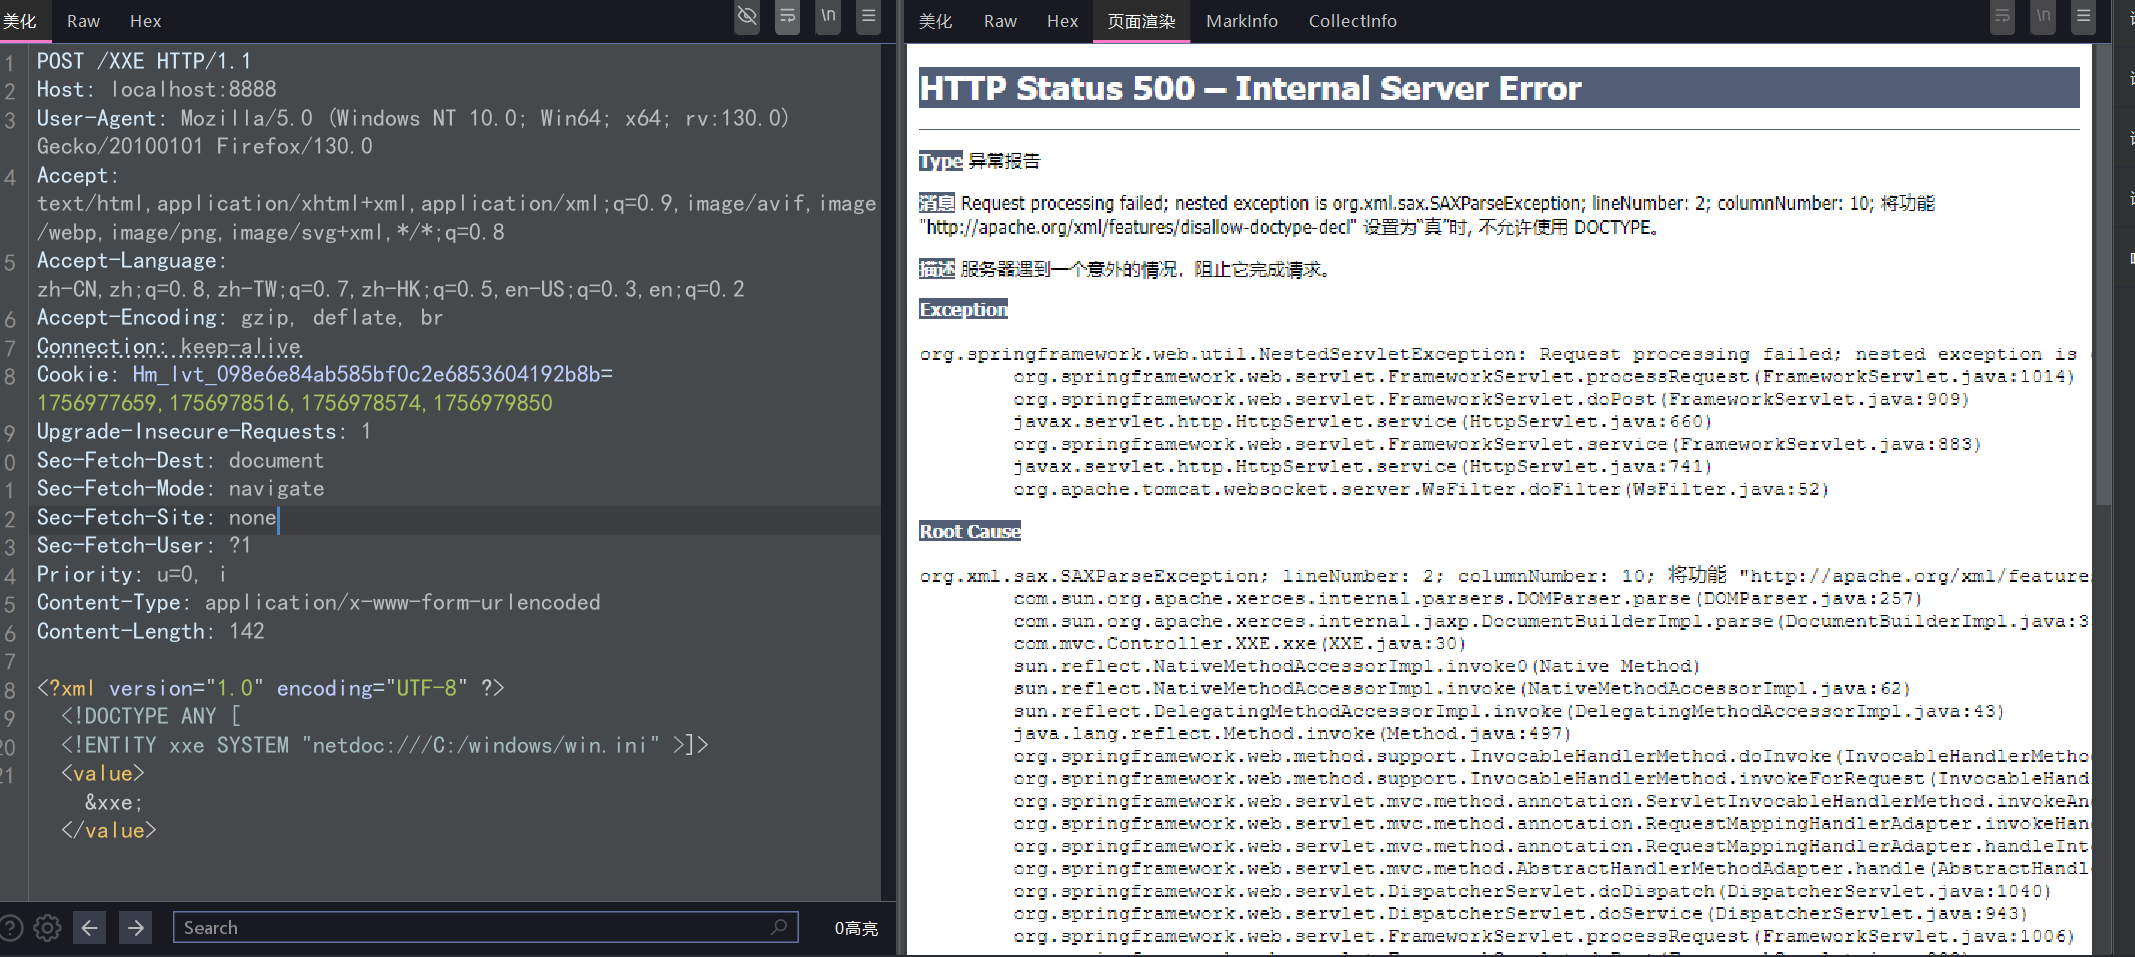 美化 Raw Hex
\n
1 POST /XXE HTTP/1.1
2 Host: localhost:8888
3 User-Agent: Mozilla/5.0 (Windows NT 10.0; Win64; x64; rv:130.0)
Gecko/20100101 Firefox/130.0
4 Accept:
text/html,application/xhtml+xml,application/xml;q=0.9,image/avif,image
/webp,image/png,image/svg+xml,*/*;q=0.8
5 Accept-Language:
zh-CN,zh;q=0.8,zh-TW;q=0.7,zh-HK;q=0.5,en-US;q=0.3,en;q=0.2
6 Accept-Encoding: gzip, deflate, br
7 Connection: keep-alive
8 Cookie: Hm_lvt_098e6e84ab585bf0c2e6853604192b8b=
1756977659,1756978516,1756978574,1756979850
9 Upgrade-Insecure-Requests: 1
0 Sec-Fetch-Dest: document
1 Sec-Fetch-Mode: navigate
2 Sec-Fetch-Site: none
3 Sec-Fetch-User: ?1
4 Priority: u=0, i
5 Content-Type: application/x-www-form-urlencoded
6 Content-Length: 142
7
8 <?xml version="1.0" encoding="UTF-8" ?>
9 <!DOCTYPE ANY [
20 <!ENTITY xxe SYSTEM "netdoc:///C:/windows/win.ini" >]>
21 <value>
&xxe;
</value>
Search
0高亮
美化 Raw Hex 页面渲染 MarkInfo CollectInfo
\n
HTTP Status 500 – Internal Server Error
Type 异常报告
消息 Request processing failed; nested exception is org.xml.sax.SAXParseException; lineNumber: 2; columnNumber: 10; 将功能
"http://apache.org/xml/features/disallow-doctype-decl" 设置为“真”时, 不允许使用 DOCTYPE。
描述 服务器遇到一个意外的情况，阻止它完成请求。
Exception
org.springframework.web.util.NestedServletException: Request processing failed; nested exception is
org.springframework.web.servlet.FrameworkServlet.processRequest(FrameworkServlet.java:1014)
org.springframework.web.servlet.FrameworkServlet.doPost(FrameworkServlet.java:909)
javax.servlet.http.HttpServlet.service(HttpServlet.java:660)
org.springframework.web.servlet.FrameworkServlet.service(FrameworkServlet.java:883)
javax.servlet.http.HttpServlet.service(HttpServlet.java:741)
org.apache.tomcat.websocket.server.WsFilter.doFilter(WsFilter.java:52)
Root Cause
org.xml.sax.SAXParseException; lineNumber: 2; columnNumber: 10; 将功能 "http://apache.org/xml/feature
com.sun.org.apache.xerces.internal.parsers.DOMParser.parse(DOMParser.java:257)
com.sun.org.apache.xerces.internal.jaxp.DocumentBuilderImpl.parse(DocumentBuilderImpl.java:3
com.mvc.Controller.XXE.xxe(XXE.java:30)
sun.reflect.NativeMethodAccessorImpl.invoke0(Native Method)
sun.reflect.NativeMethodAccessorImpl.invoke(NativeMethodAccessorImpl.java:62)
sun.reflect.DelegatingMethodAccessorImpl.invoke(DelegatingMethodAccessorImpl.java:43)
java.lang.reflect.Method.invoke(Method.java:497)
org.springframework.web.method.support.InvocableHandlerMethod.doInvoke(InvocableHandlerMetho
org.springframework.web.method.support.InvocableHandlerMethod.invokeForRequest(InvocableHand
org.springframework.web.servlet.mvc.method.annotation.ServletInvocableHandlerMethod.invokeAn
org.springframework.web.servlet.mvc.method.annotation.RequestMappingHandlerAdapter.invokeHan
org.springframework.web.servlet.mvc.method.annotation.RequestMappingHandlerAdapter.handleInte
org.springframework.web.servlet.mvc.method.AbstractHandlerMethodAdapter.handle(AbstractHandl
org.springframework.web.servlet.DispatcherServlet.doDispatch(DispatcherServlet.java:1040)
org.springframework.web.servlet.DispatcherServlet.doService(DispatcherServlet.java:943)
org.springframework.web.servlet.FrameworkServlet.processRequest(FrameworkServlet.java:1006)